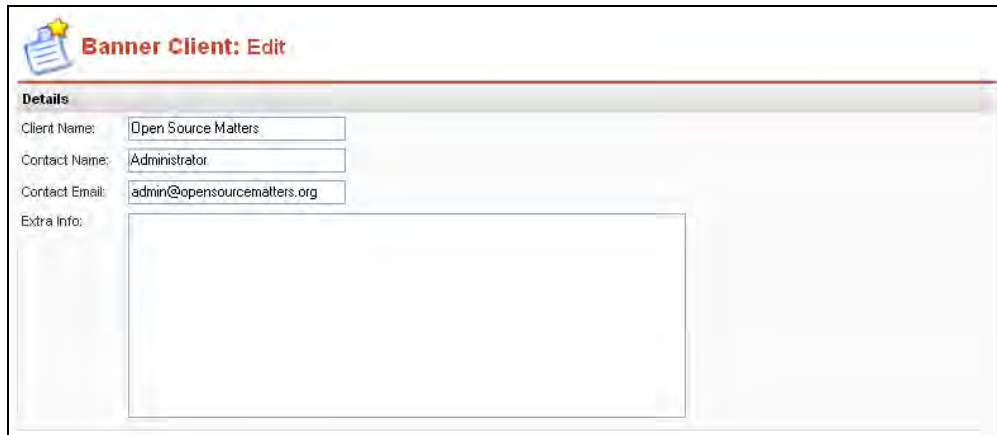 Banner Client: Edit
Details
Client Name: Open Source Matters
Contact Name: Administrator
Contact Email: admin@opensourcematters.org
Extra Info: